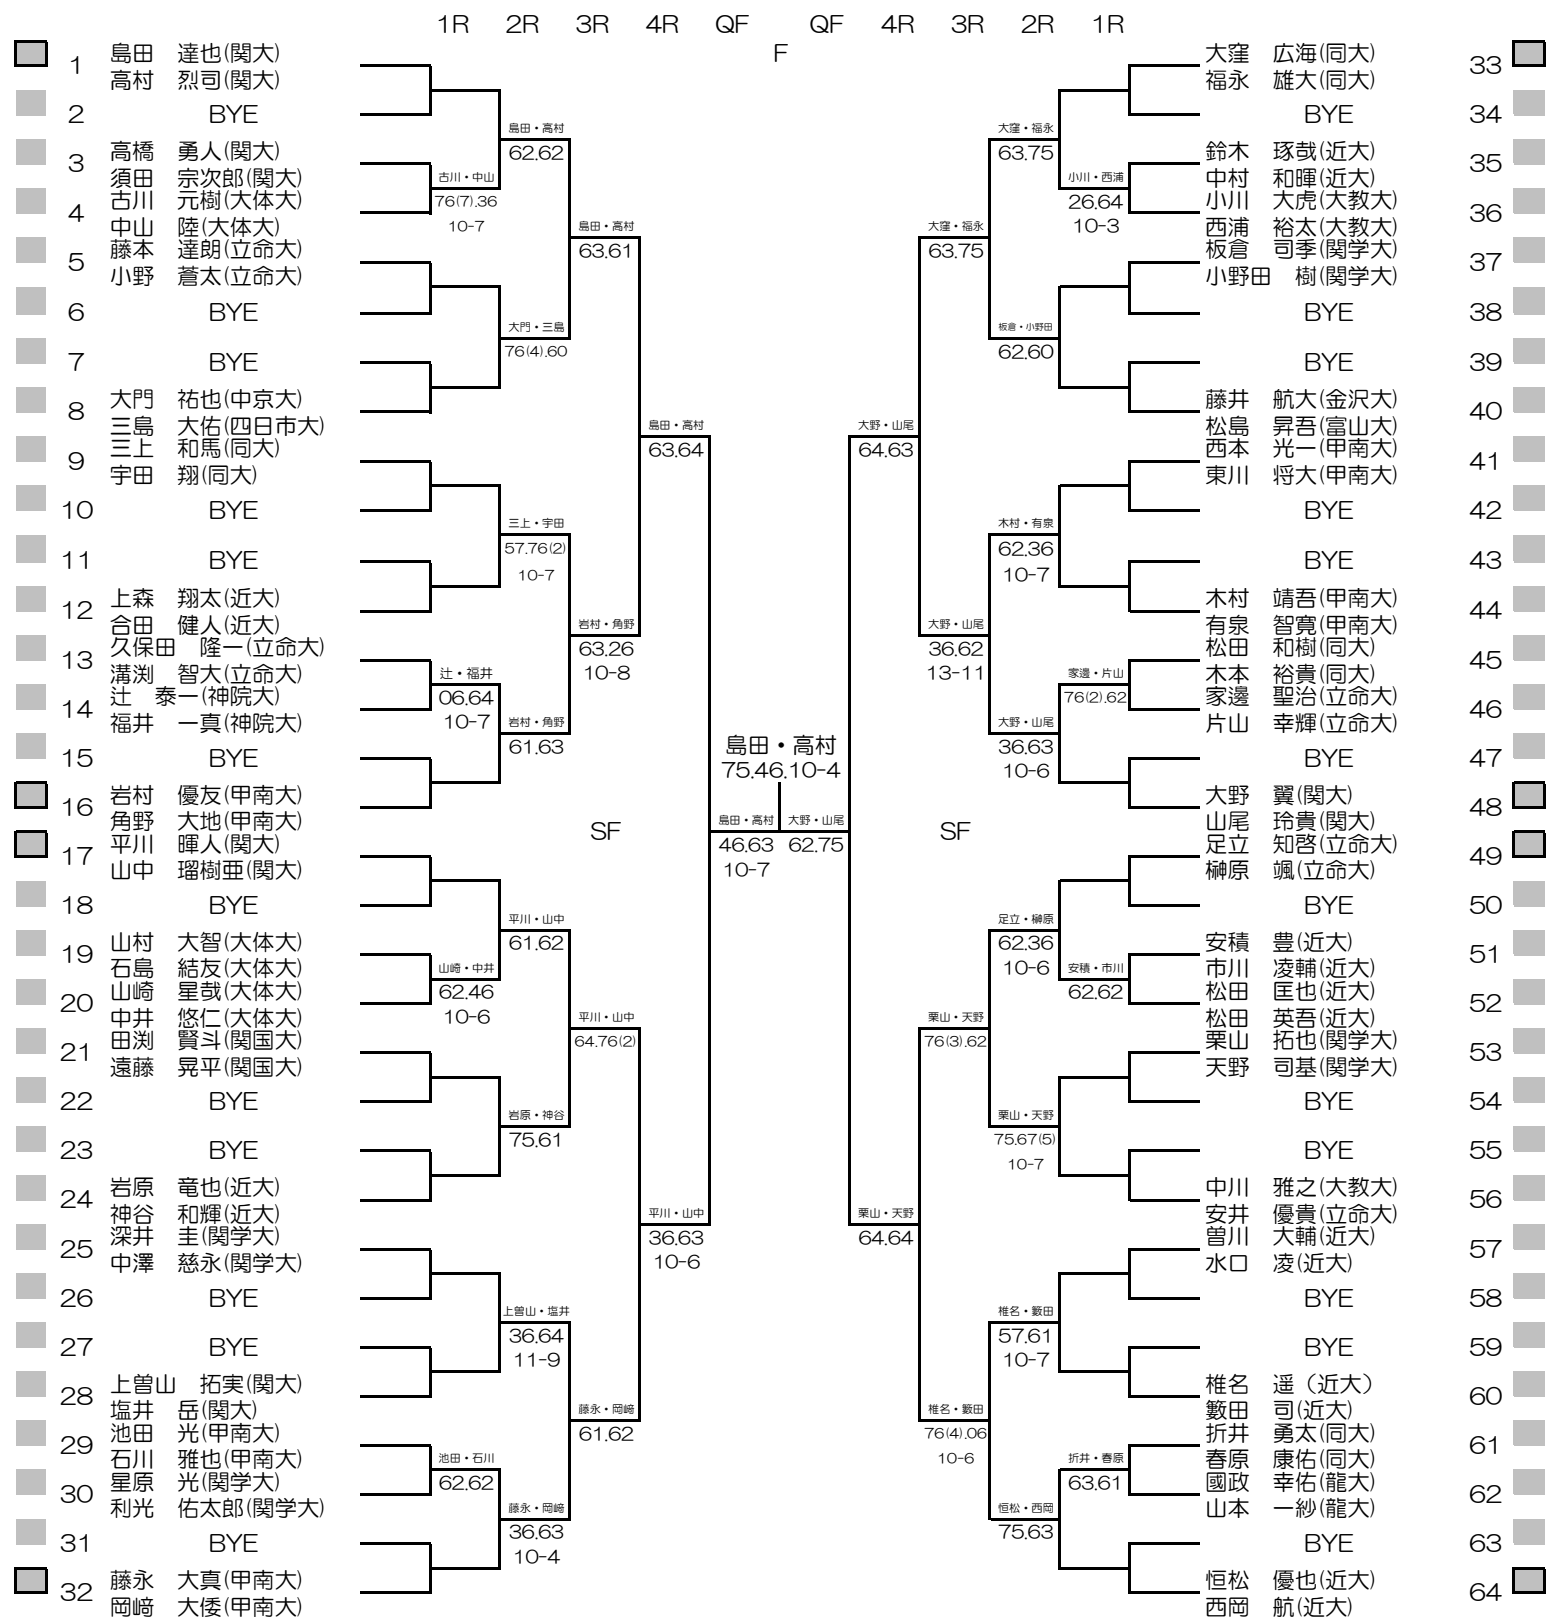 1R 2R 3R 4R QF QF 4R 3R 2R 1R
F
1 島田 達也(関大)
高村 烈司(関大)
2 BYE
3 高橋 勇人(関大)
須田 宗次郎(関大)
4 古川 元樹(大体大)
中山 陸(大体大)
5 藤本 達朗(立命大)
小野 蒼太(立命大)
6 BYE
7 BYE
8 大門 祐也(中京大)
三島 大佑(四日市大)
9 三上 和馬(同大)
宇田 翔(同大)
10 BYE
11 BYE
12 上森 翔太(近大)
合田 健人(近大)
13 久保田 隆一(立命大)
溝渕 智大(立命大)
14 辻 泰一(神院大)
福井 一真(神院大)
15 BYE
16 岩村 優友(甲南大)
角野 大地(甲南大)
17 平川 暉人(関大)
山中 瑠樹亜(関大)
18 BYE
19 山村 大智(大体大)
石島 結友(大体大)
20 山崎 星哉(大体大)
中井 悠仁(大体大)
21 田渕 賢斗(関国大)
遠藤 晃平(関国大)
22 BYE
23 BYE
24 岩原 竜也(近大)
神谷 和輝(近大)
25 深井 圭(関学大)
中澤 慈永(関学大)
26 BYE
27 BYE
28 上曽山 拓実(関大)
塩井 岳(関大)
29 池田 光(甲南大)
石川 雅也(甲南大)
30 星原 光(関学大)
利光 佑太郎(関学大)
31 BYE
32 藤永 大真(甲南大)
岡﨑 大倭(甲南大)
古川・中山
76(7).36
10-7
辻・福井
06.64
10-7
山崎・中井
62.46
10-6
池田・石川
62.62
島田・高村
62.62
大門・三島
76(4).60
三上・宇田
57.76(2)
10-7
岩村・角野
61.63
平川・山中
61.62
岩原・神谷
75.61
上曽山・塩井
36.64
11-9
藤永・岡﨑
36.63
10-4
島田・高村
63.61
岩村・角野
63.26
10-8
平川・山中
64.76(2)
藤永・岡﨑
61.62
島田・高村
63.64
平川・山中
36.63
10-6
SF
島田・高村
46.63
10-7
島田・高村
75.46.10-4
大野・山尾
62.75
SF
大野・山尾
64.63
栗山・天野
64.64
大窪・福永
63.75
大野・山尾
36.62
13-11
栗山・天野
76(3).62
椎名・籔田
76(4).06
10-6
大窪・福永
63.75
板倉・小野田
62.60
木村・有泉
62.36
10-7
大野・山尾
36.63
10-6
足立・榊原
62.36
10-6
栗山・天野
75.67(5)
10-7
椎名・籔田
57.61
10-7
恒松・西岡
75.63
小川・西浦
26.64
10-3
家邊・片山
76(2).62
安積・市川
62.62
折井・春原
63.61
大窪 広海(同大) 33
福永 雄大(同大)
BYE 34
鈴木 琢哉(近大) 35
中村 和暉(近大)
小川 大虎(大教大) 36
西浦 裕太(大教大)
板倉 司季(関学大) 37
小野田 樹(関学大)
BYE 38
BYE 39
藤井 航大(金沢大) 40
松島 昇吾(富山大)
西本 光一(甲南大) 41
東川 将大(甲南大)
BYE 42
BYE 43
木村 靖吾(甲南大) 44
有泉 智寛(甲南大)
松田 和樹(同大) 45
木本 裕貴(同大)
家邊 聖治(立命大) 46
片山 幸輝(立命大)
BYE 47
大野 翼(関大) 48
山尾 玲貴(関大)
足立 知啓(立命大) 49
榊原 颯(立命大)
BYE 50
安積 豊(近大) 51
市川 凌輔(近大)
松田 匡也(近大) 52
松田 英吾(近大)
栗山 拓也(関学大) 53
天野 司基(関学大)
BYE 54
BYE 55
中川 雅之(大教大) 56
安井 優貴(立命大)
曽川 大輔(近大) 57
水口 凌(近大)
BYE 58
BYE 59
椎名 遥（近大） 60
籔田 司(近大)
折井 勇太(同大) 61
春原 康佑(同大)
國政 幸佑(龍大) 62
山本 一紗(龍大)
BYE 63
恒松 優也(近大) 64
西岡 航(近大)